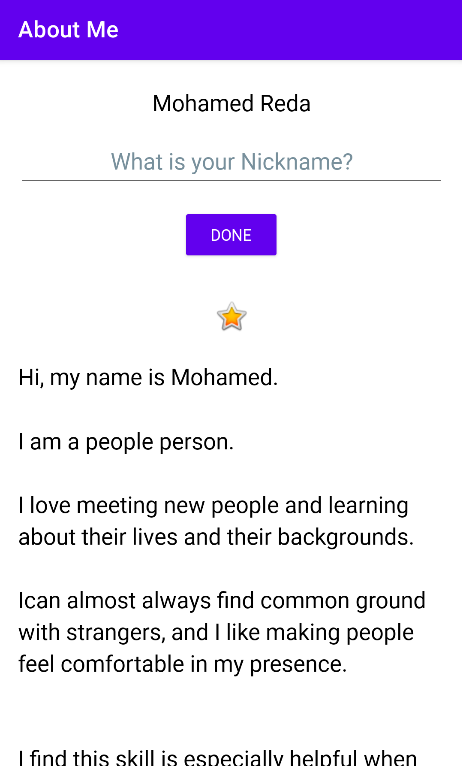 About Me
Mohamed Reda
What is your Nickname?
DONE
Hi, my name is Mohamed.
I am a people person.
I love meeting new people and learning
about their lives and their backgrounds.
Ican almost always find common ground
with strangers, and I like making people
feel comfortable in my presence.
I find this skill is especially helpful when